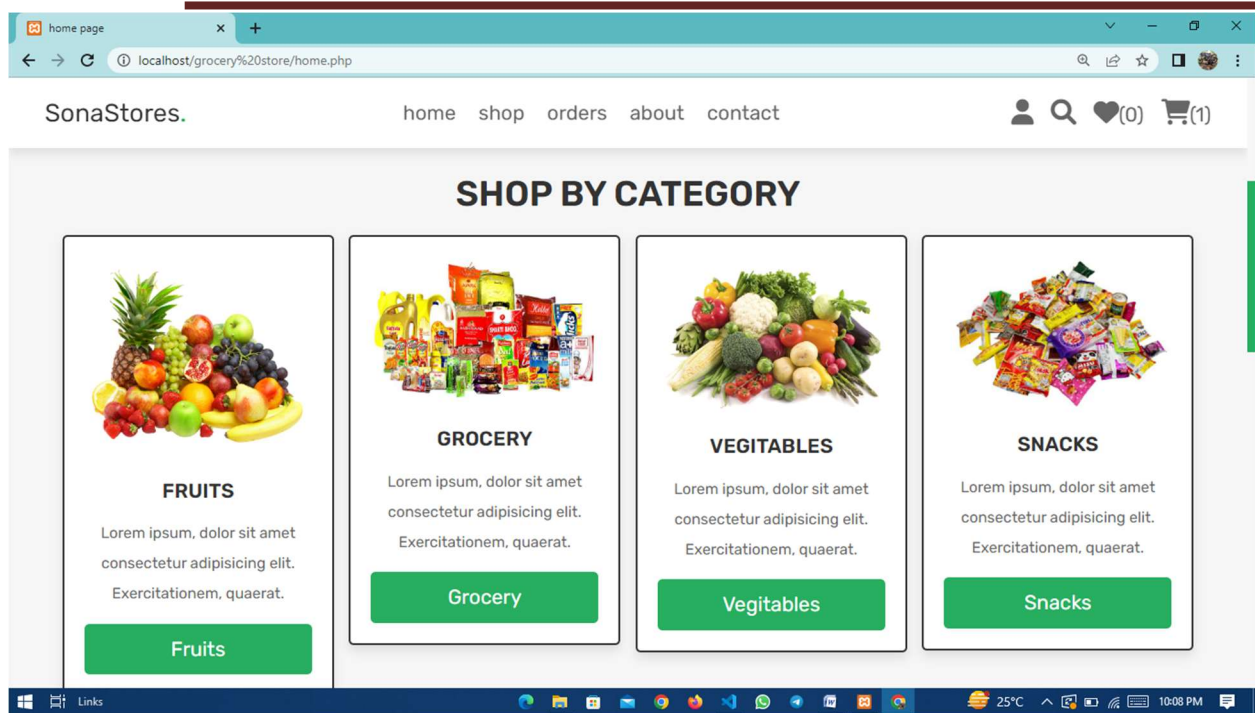 home page
localhost/grocery%20store/home.php
SonaStores.
home shop orders about contact
(0) (1)
SHOP BY CATEGORY
FRUITS
Lorem ipsum, dolor sit amet
consectetur adipisicing elit.
Exercitationem, quaerat.
Fruits
GROCERY
Lorem ipsum, dolor sit amet
consectetur adipisicing elit.
Exercitationem, quaerat.
Grocery
VEGITABLES
Lorem ipsum, dolor sit amet
consectetur adipisicing elit.
Exercitationem, quaerat.
Vegitables
SNACKS
Lorem ipsum, dolor sit amet
consectetur adipisicing elit.
Exercitationem, quaerat.
Snacks
Links
25°C
10:08 PM